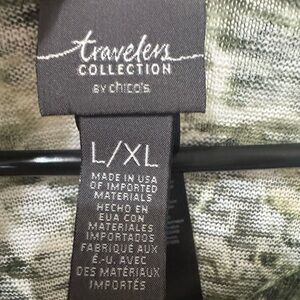 travelers
COLLECTION
BY chico's
L/XL
MADE IN USA
OF IMPORTED
MATERIALS
HECHO EN
EUA CON
MATERIALES
IMPORTADOS
FABRIQUÉ AUX
É.-U. AVEC
DES MATÉRIAUX
IMPORTÉS